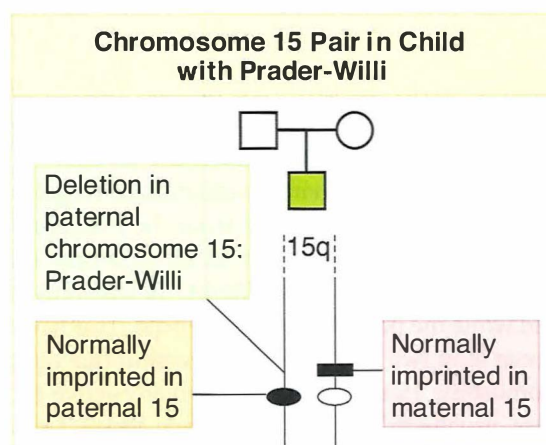 Chromosome 15 Pair in Child
with Prader-Willi
Deletion in
paternal
chromosome 15:
Prader-Willi
15q
Normally
imprinted in
paternal 15
Normally
imprinted in
maternal 15